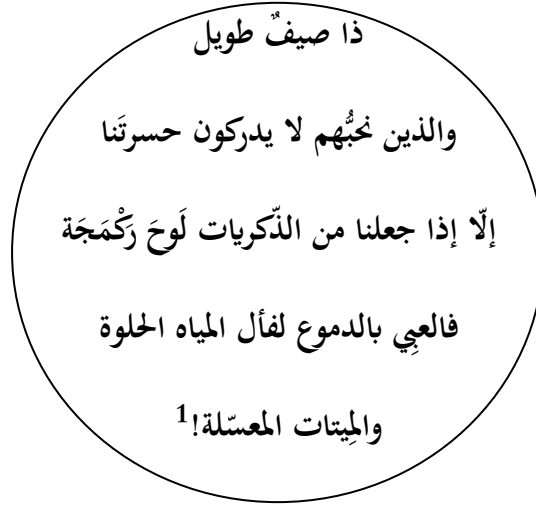 ذا صيفٌ طويل
والذين نحبُّهم لا يدركون حسرتَنا
إلّا إذا جعلنا من الذّكريات لَوحَ رَكْمَجَة
فالعبِي بالدموع لفأل المياه الحلوة
والمِيتات المعسّلة!1